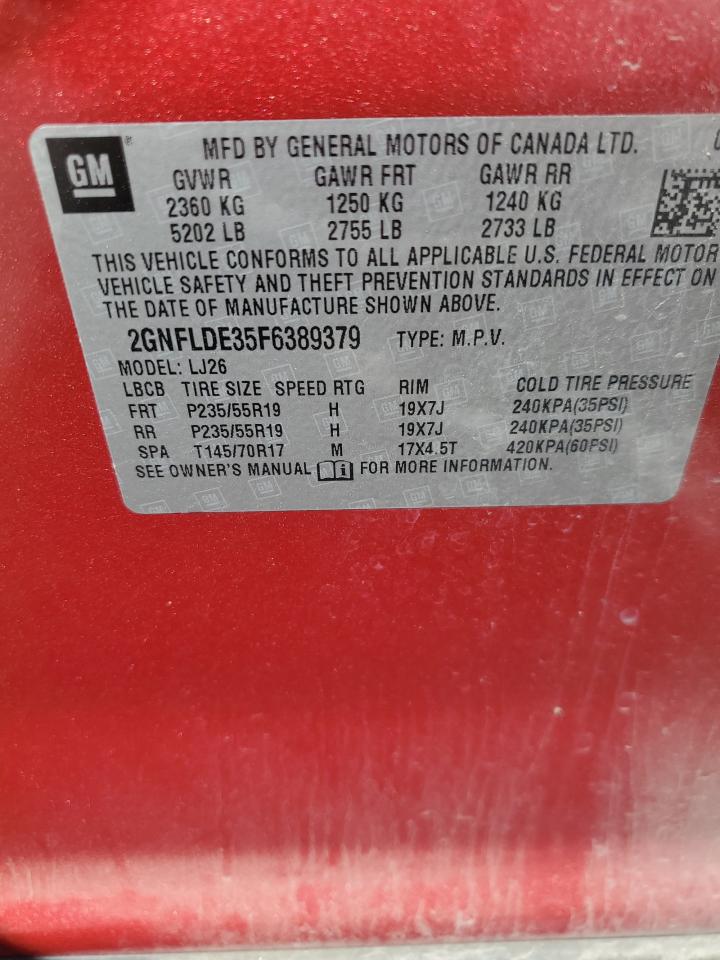 GM
MFD BY GENERAL MOTORS OF CANADA LTD.
GVWR GAWR FRT GAWR RR
2360 KG 1250 KG 1240 KG
5202 LB 2755 LB 2733 LB
THIS VEHICLE CONFORMS TO ALL APPLICABLE U.S. FEDERAL MOTOR
VEHICLE SAFETY AND THEFT PREVENTION STANDARDS IN EFFECT ON
THE DATE OF MANUFACTURE SHOWN ABOVE.
2GNFLDE35F6389379 TYPE: M.P.V.
MODEL: LJ26
LBCB TIRE SIZE SPEED RTG RIM COLD TIRE PRESSURE
FRT P235/55R19 H 19X7J 240KPA(35PSI)
RR P235/55R19 H 19X7J 240KPA(35PSI)
SPA T145/70R17 M 17X4.5T 420KPA(60PSI)
SEE OWNER'S MANUAL FOR MORE INFORMATION.